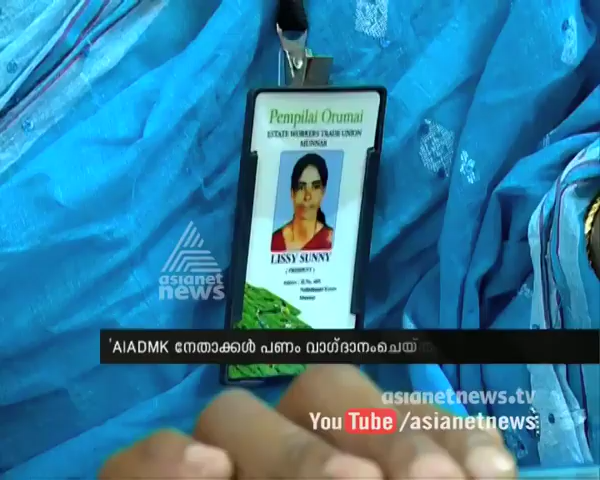 Pempilai Orumai
ESTATE WORKERS TRADE UNION
MUNNAR
LISSY SUNNY
( PRESIDENT )
Munnar
asianet
news
'AIADMK നേതാക്കൾ പണം വാഗ്ദാനംചെയ്
asianetnews.tv
You Tube /asianetnews